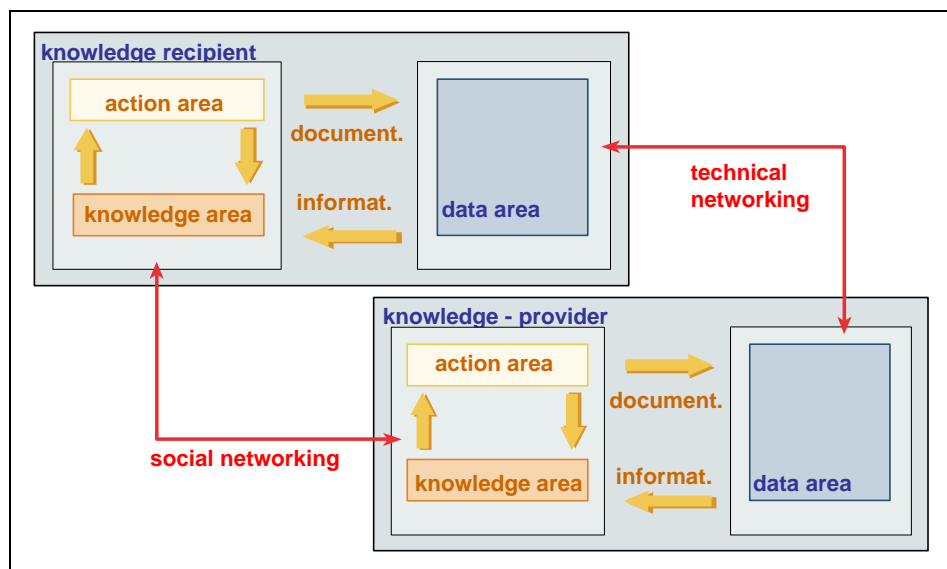 knowledge recipient
action area
document.
informat.
knowledge area
data area
technical
networking
knowledge - provider
action area
document.
social networking
informat.
knowledge area
data area